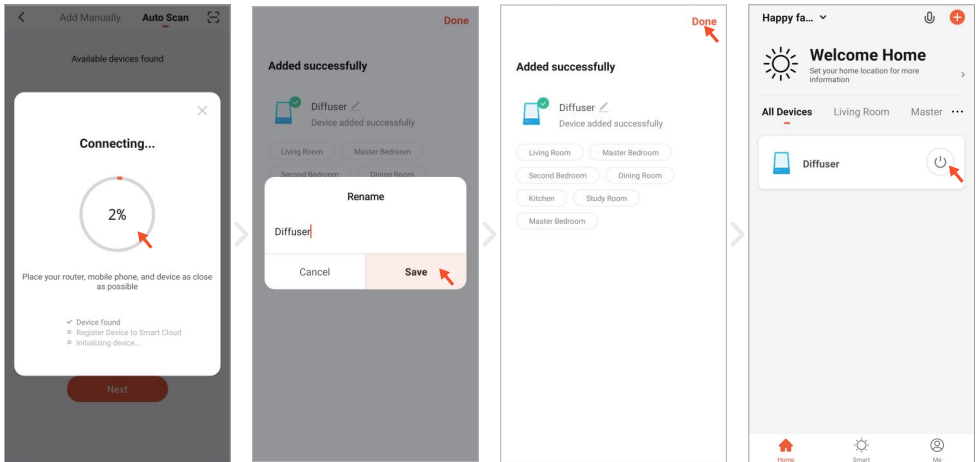 Add Manually Auto Scan
Available devices found
Connecting...
2%
Place your router, mobile phone, and device as close
as possible
Device found
Register Device to Smart Cloud
Initializing device...
Next
Done
Added successfully
Diffuser
Device added successfully
Living Room Master Bedroom
Second Bedroom Dining Room
Rename
Diffuser
Cancel Save
Done
Added successfully
Diffuser
Device added successfully
Living Room Master Bedroom
Second Bedroom Dining Room
Kitchen Study Room
Master Bedroom
Happy fa...
Welcome Home
Set your home location for more
information
All Devices Living Room Master ...
Diffuser
Home Smart Me